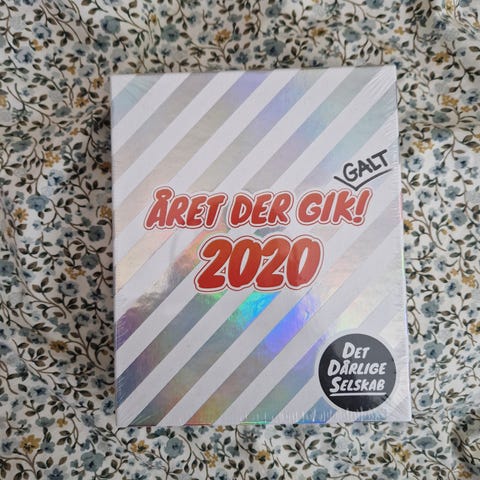 GALT
ÅRET DER GIK!
2020
DET
DÅRLIGE
SELSKAB